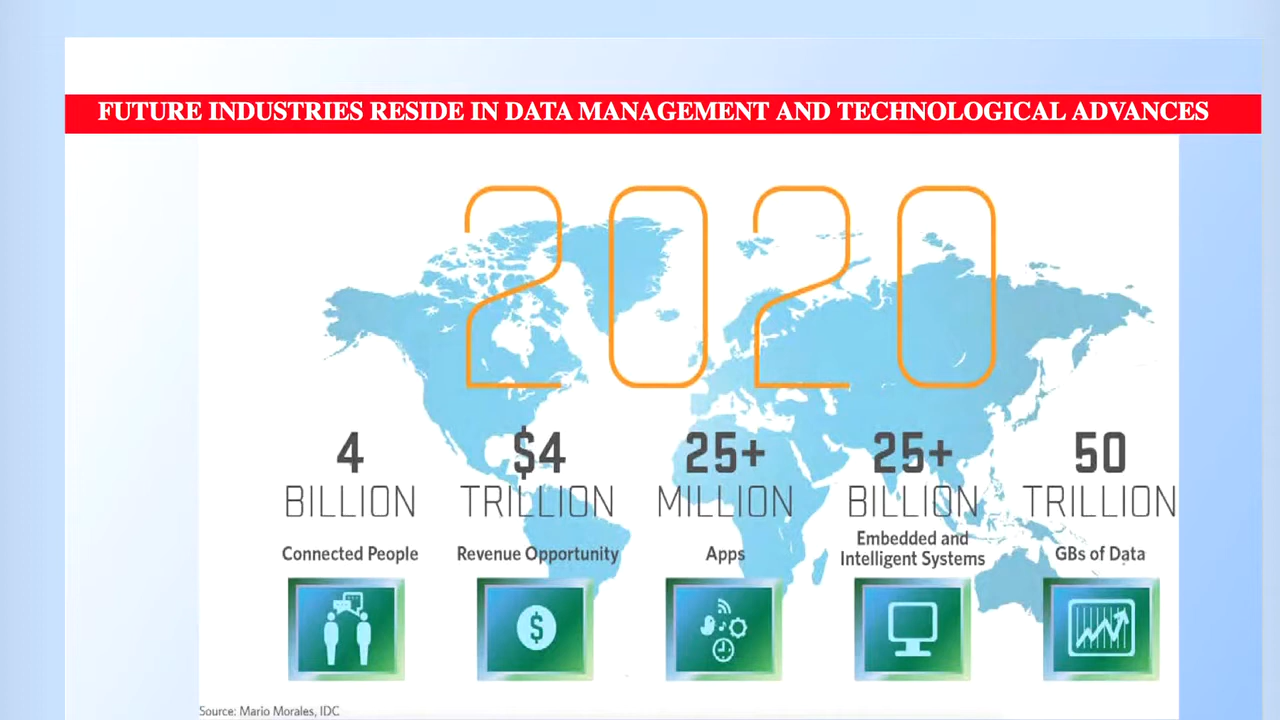 FUTURE INDUSTRIES RESIDE IN DATA MANAGEMENT AND TECHNOLOGICAL ADVANCES
2020
4
BILLION
Connected People
$4
TRILLION
Revenue Opportunity
25+
MILLION
Apps
25+
BILLION
Embedded and
Intelligent Systems
50
TRILLION
GBs of Data
$
Source: Mario Morales, IDC